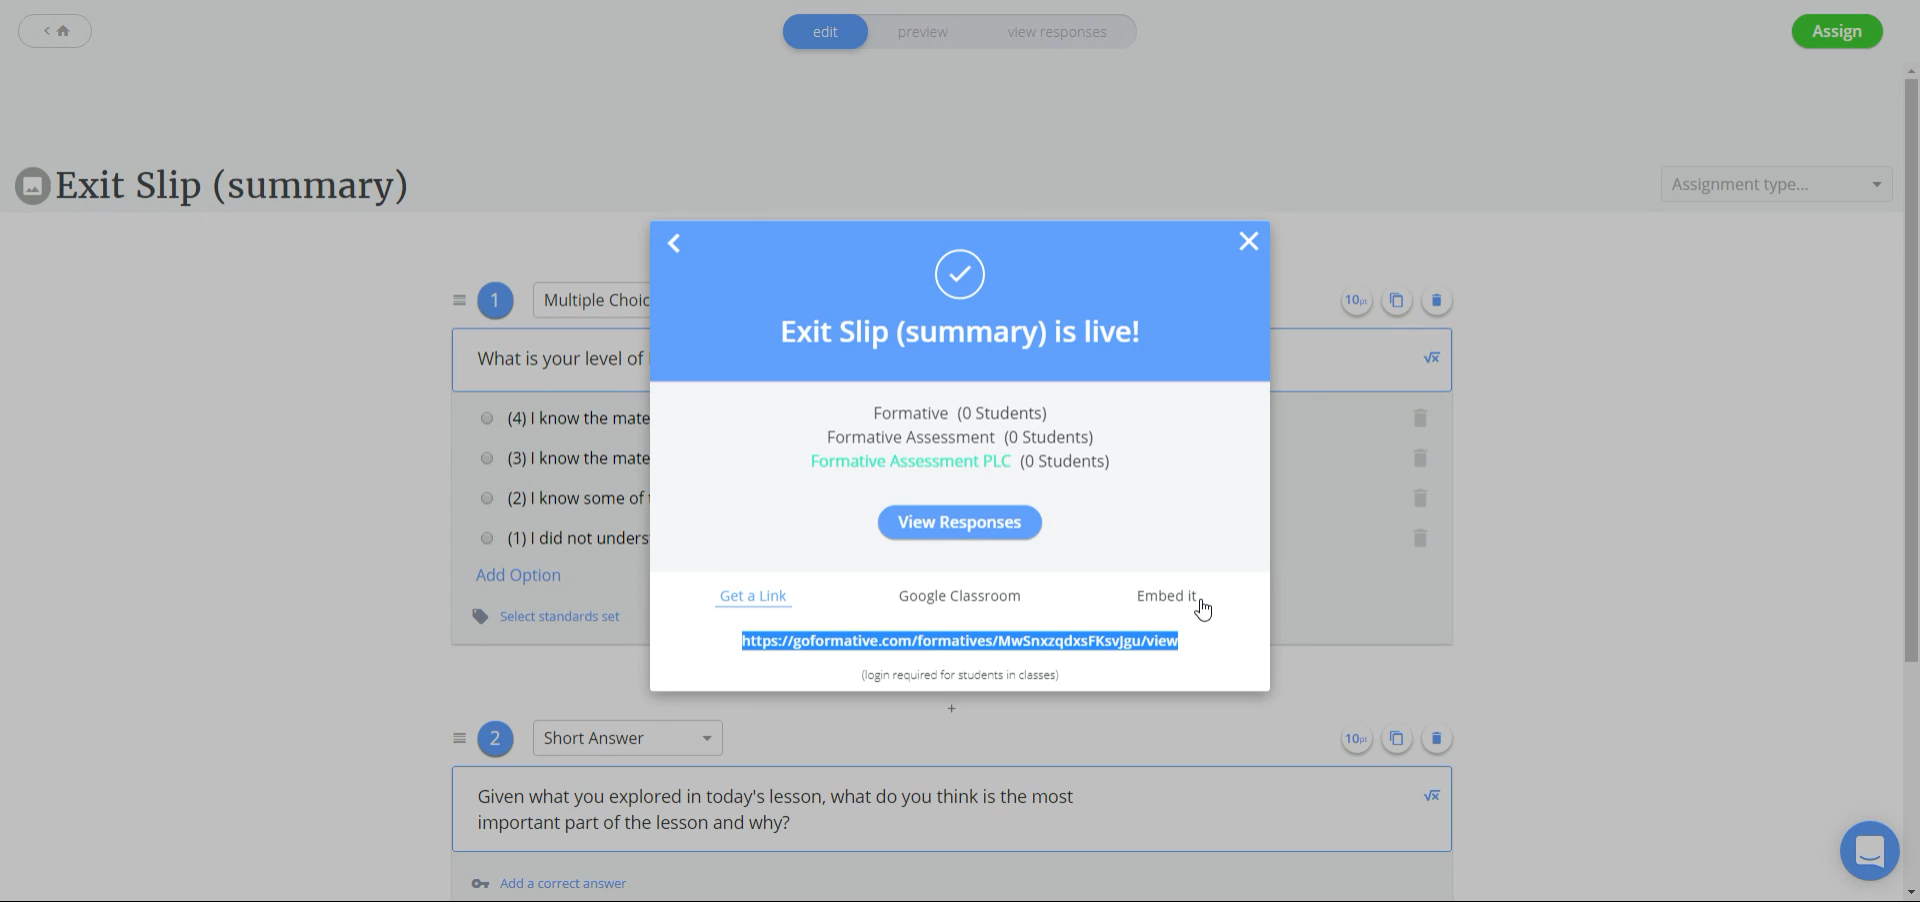 edit
preview
view responses
Assign
Exit Slip (summary)
Assignment type...
Exit Slip (summary) is live!
1
Multiple Choic
10pt
What is your level of
√x
Formative (0 Students)
Formative Assessment (0 Students)
Formative Assessment PLC (0 Students)
(4) I know the mate
(3) I know the mate
(2) I know some of
(1) I did not unders
View Responses
Add Option
Select standards set
Get a Link
Google Classroom
Embed it
https://goformative.com/formatives/MwSnxzqdxsFKsvJgu/view
(login required for students in classes)
+
2
Short Answer
10pt
Given what you explored in today's lesson, what do you think is the most
important part of the lesson and why?
√x
Add a correct answer